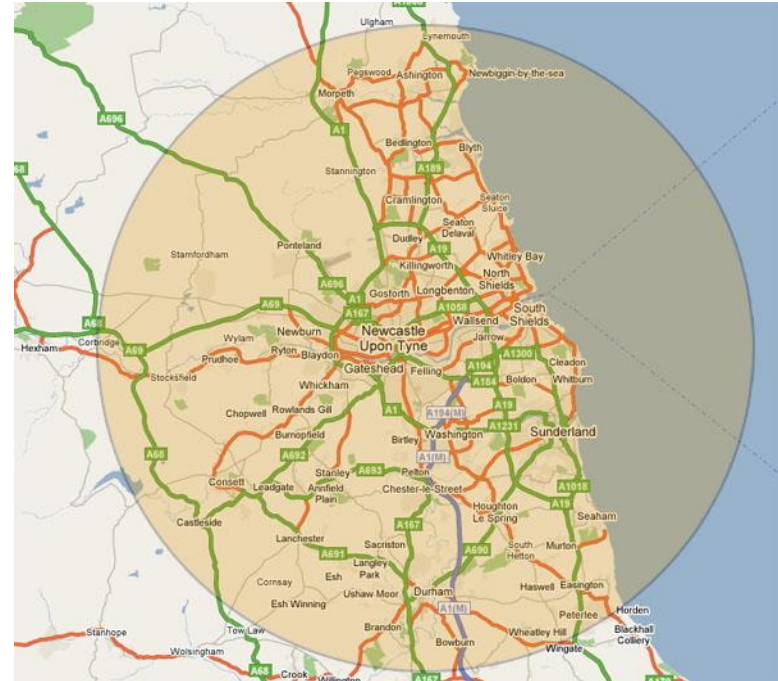 Ulgham
Lynemouth
Pegswood
Ashington
Newbiggin-by-the-sea
Morpeth
A696
A1
Bedlington
Blyth
A189
Stannington
68
Cramlington
Seaton
Sluice
Seaton
Delaval
Dudley
A19
Stamfordham
Ponteland
Whitley Bay
Killingworth
North
Shields
A696
Gosforth
Longbenton
A1
A69
A167
A1058
South
Shields
A68
Newburn
Newcastle
Upon Tyne
Wallsend
Corbridge
Wylam
Jarrow
Hexham
A69
Prudhoe
Ryton
Blaydon
A1300
Cleadon
Stocksfield
Gateshead
Felling
A194
Whickham
A184
Boldon
Whitburn
Chopwell
Rowlands Gill
A1
A194(M)
A19
A1231
Burnopfield
Birtley
Washington
Sunderland
A68
A692
A1(M)
Stanley
A693
Pelton
Consett
Leadgate
Annfield
Plain
Chester-le-Street
A1018
A19
Houghton
Le Spring
Castleside
Seaham
Lanchester
A167
Sacriston
A690
South
Hetton
Murton
A691
Langley
Park
Cornsay
Esh
Ushaw Moor
Durham
Haswell
Easington
Esh Winning
A1(M)
Peterlee
Horden
Stanhope
Tow Law
Brandon
Wheatley Hill
Blackhall
Colliery
Wolsingham
Bowburn
Wingate
A68
Crook
Willington
A167